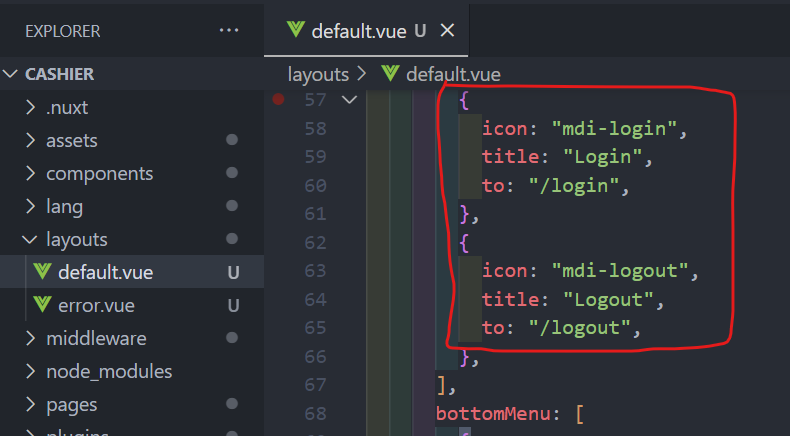 EXPLORER ...
default.vue U
CASHIER
layouts > default.vue
.nuxt
assets
components
lang
layouts
default.vue U
error.vue U
middleware
node_modules
pages
plugins
57 {
58 icon: "mdi-login",
59 title: "Login",
60 to: "/login",
61 },
62 {
63 icon: "mdi-logout",
64 title: "Logout",
65 to: "/logout",
66 },
67 ],
68 bottomMenu: [
{